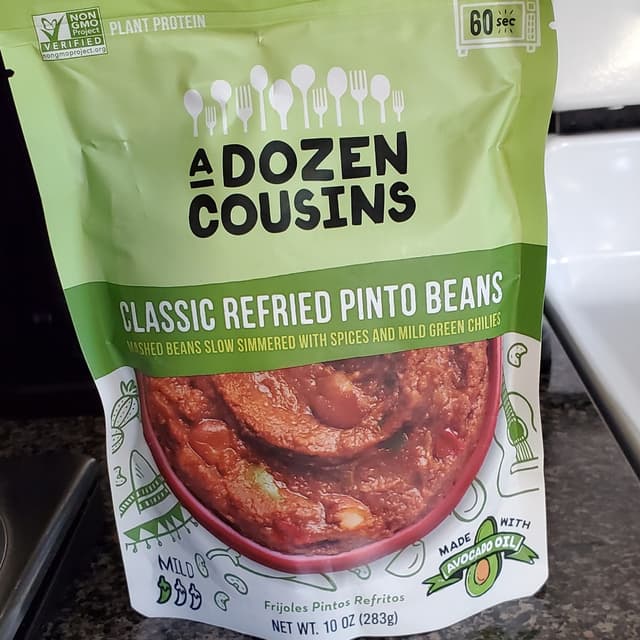 NON
GMO
Project
VERIFIED
nongmoproject.org
PLANT PROTEIN
60 sec
A DOZEN
COUSINS
CLASSIC REFRIED PINTO BEANS
MASHED BEANS SLOW SIMMERED WITH SPICES AND MILD GREEN CHILIES
MILD
MADE WITH
AVOCADO OIL
Frijoles Pintos Refritos
NET WT. 10 OZ (283g)